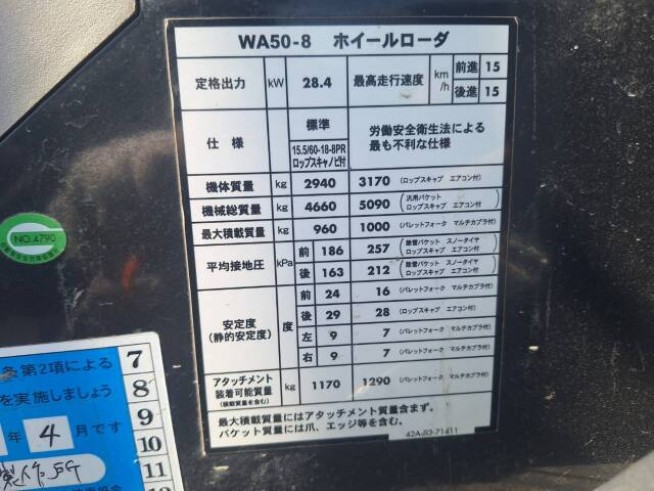 WA50-8 ホイールローダ
定格出力 kW 28.4 最高走行速度 km/h 前進 15
後進 15
仕様 標準 15.5/60-18-8PR ロップスキャノピ付 労働安全衛生法による最も不利な仕様
機体質量 kg 2940 3170 (ロップスキャブ エアコン付)
機械総質量 kg 4660 5090 (汎用バケット ロップスキャブ エアコン付)
最大積載質量 kg 960 1000 (パレットフォーク マルチカプラ付)
平均接地圧 kPa 前 186 257 (除雪バケット スノータイヤ ロップスキャブ エアコン付)
後 163 212 (除雪バケット スノータイヤ ロップスキャブ エアコン付)
安定度 (静的安定度) 度 前 24 16 (パレットフォーク マルチカプラ付)
後 29 28 (ロップスキャブ エアコン付)
左 9 7 (パレットフォーク マルチカプラ付)
右 9 7 (パレットフォーク マルチカプラ付)
アタッチメント装着可能質量 (積載質量を含む) kg 1170 1290 (パレットフォーク マルチカプラ付)
最大積載質量にはアタッチメント質量含まず。
バケット質量には爪、エッジ等を含む。
42A-93-71411
NO.4790
条第2項による 7
を実施しましょう 8
9
年 4 月です 10
11